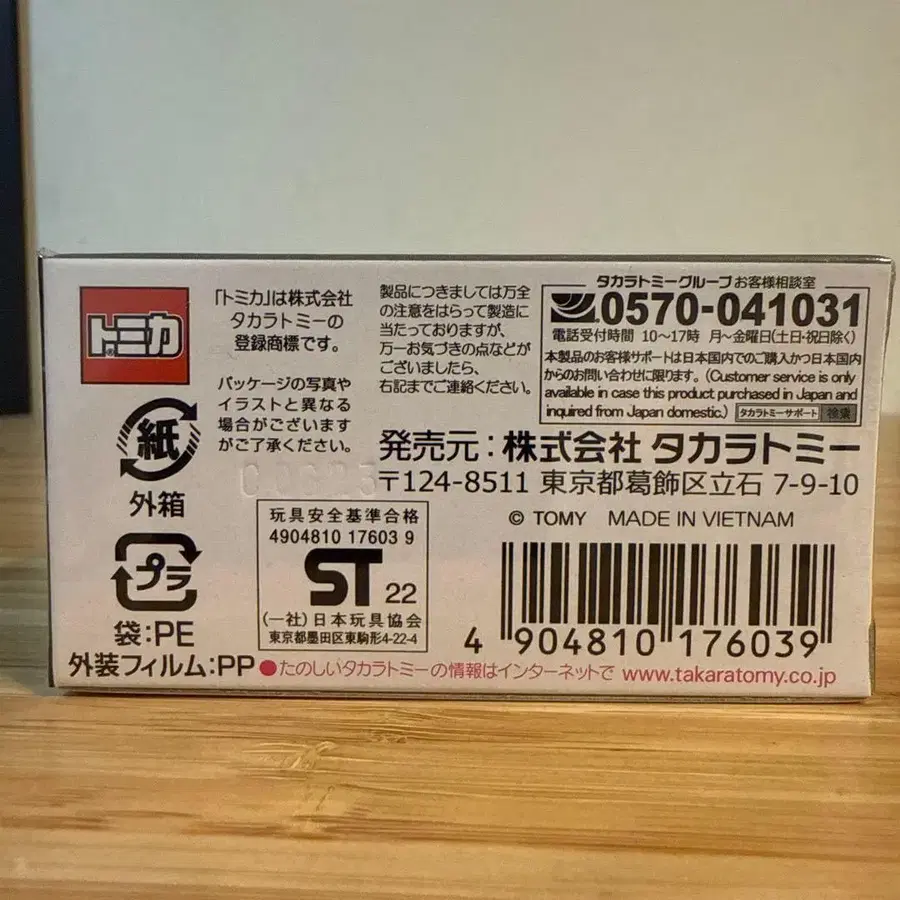 トミカ
®
「トミカ」は株式会社
タカラトミーの
登録商標です。
パッケージの写真や
イラストと異なる
場合がございます
がご了承ください。
製品につきましては万全
の注意をはらって製造に
当たっておりますが、
万一お気づきの点などが
ございましたら、
右記までご連絡ください。
タカラトミーグループお客様相談室
0570-041031
電話受付時間 10〜17時 月〜金曜日(土日・祝日除く)
本製品のお客様サポートは日本国内でのご購入かつ日本国内
からのお問い合わせに限ります。(Customer service is only
available in case this product purchased in Japan and
inquired from Japan domestic.) タカラトミーサポート 検索
発売元:株式会社 タカラトミー
〒124-8511 東京都葛飾区立石 7-9-10
© TOMY MADE IN VIETNAM
紙
外箱
プラ
袋:PE
外装フィルム:PP
玩具安全基準合格
4904810 17603 9
ST 22
(一社)日本玩具協会
東京都墨田区東駒形4-22-4
4 904810 176039
●たのしいタカラトミーの情報はインターネットで www.takaratomy.co.jp